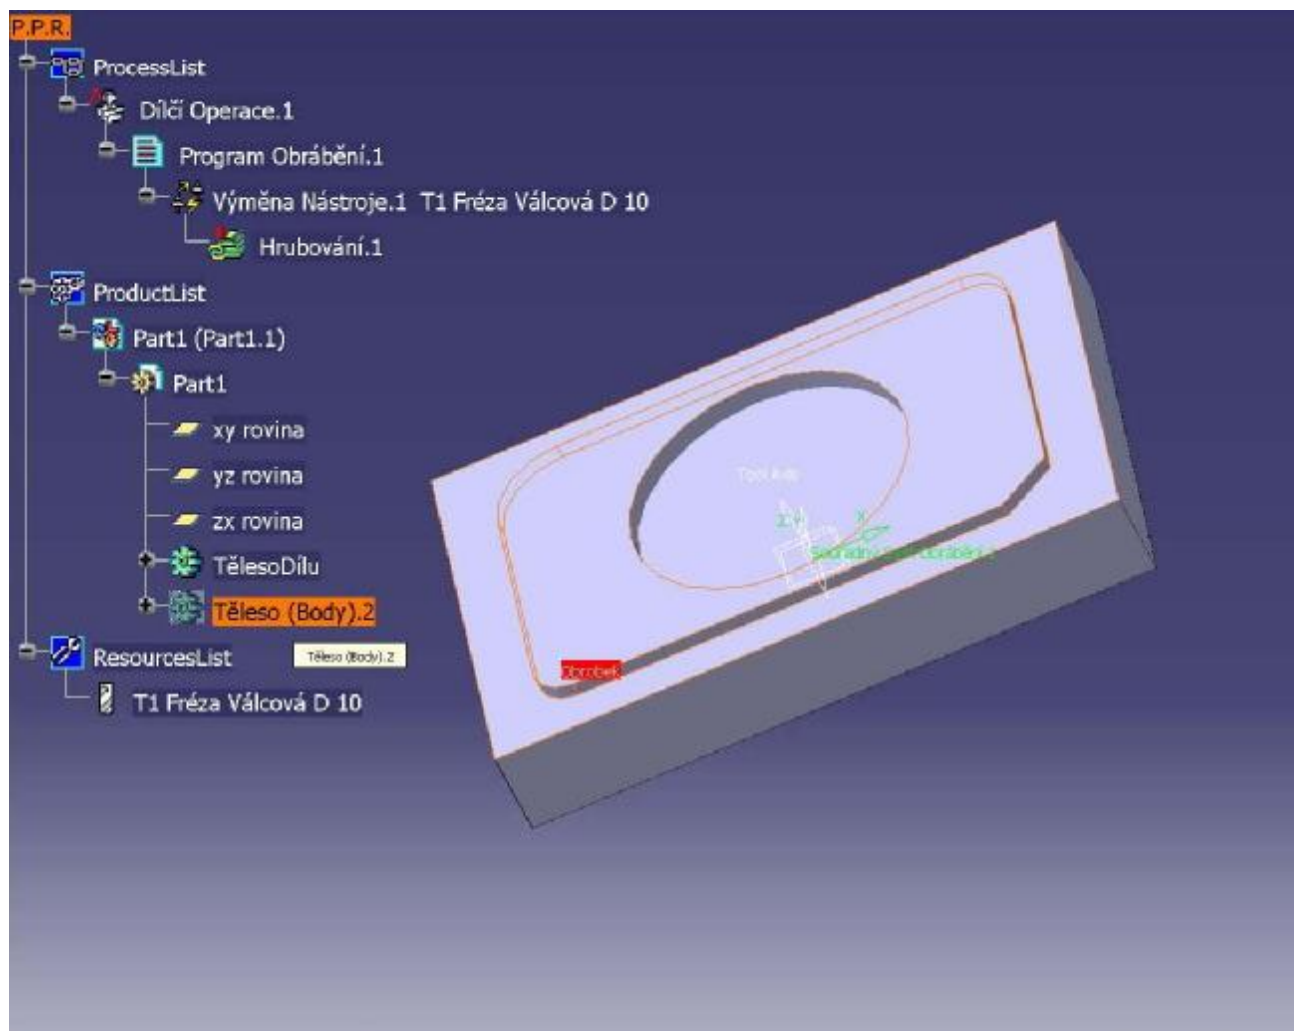 P.P.R.
ProcessList
Dílčí Operace.1
Program Obrábění.1
Výměna Nástroje.1 T1 Fréza Válcová D 10
Hrubování.1
ProductList
Part1 (Part1.1)
Part1
xy rovina
yz rovina
zx rovina
TělesoDílu
Těleso (Body).2
ResourcesList
Těleso (Body).2
T1 Fréza Válcová D 10
Tool Axis
Z
X
Obrobek